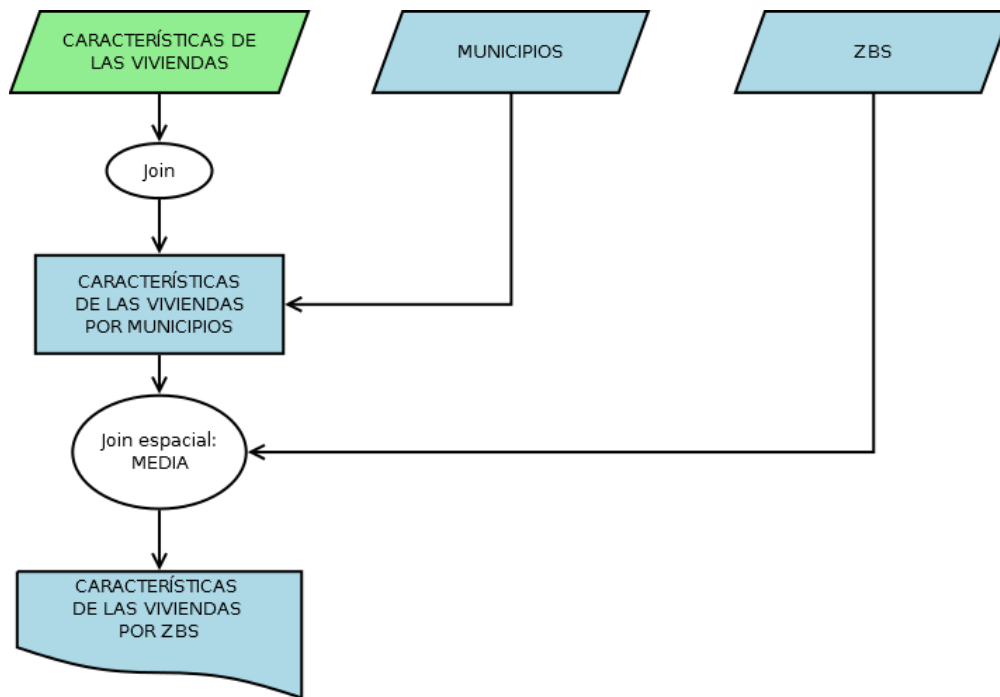 CARACTERÍSTICAS DE
LAS VIVIENDAS
MUNICIPIOS
ZBS
Join
CARACTERÍSTICAS
DE LAS VIVIENDAS
POR MUNICIPIOS
Join espacial:
MEDIA
CARACTERÍSTICAS
DE LAS VIVIENDAS
POR ZBS